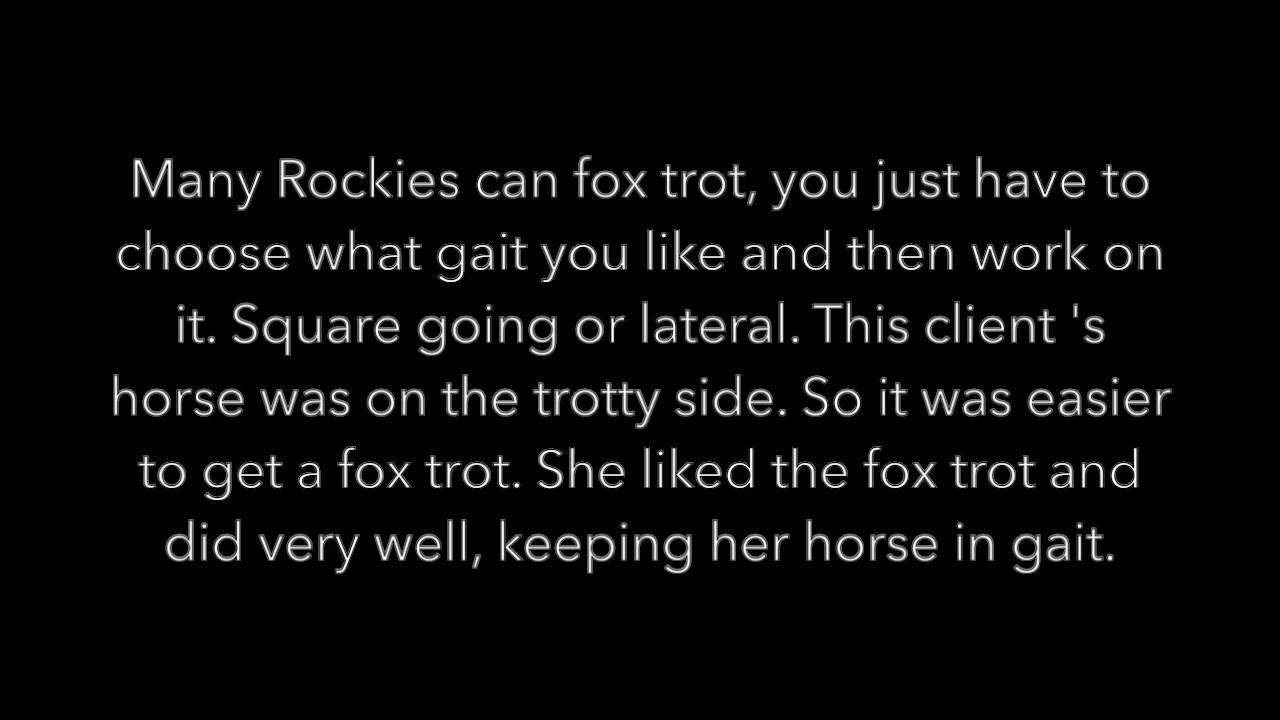 Many Rockies can fox trot, you just have to
choose what gait you like and then work on
it. Square going or lateral. This client 's
horse was on the trotty side. So it was easier
to get a fox trot. She liked the fox trot and
did very well, keeping her horse in gait.